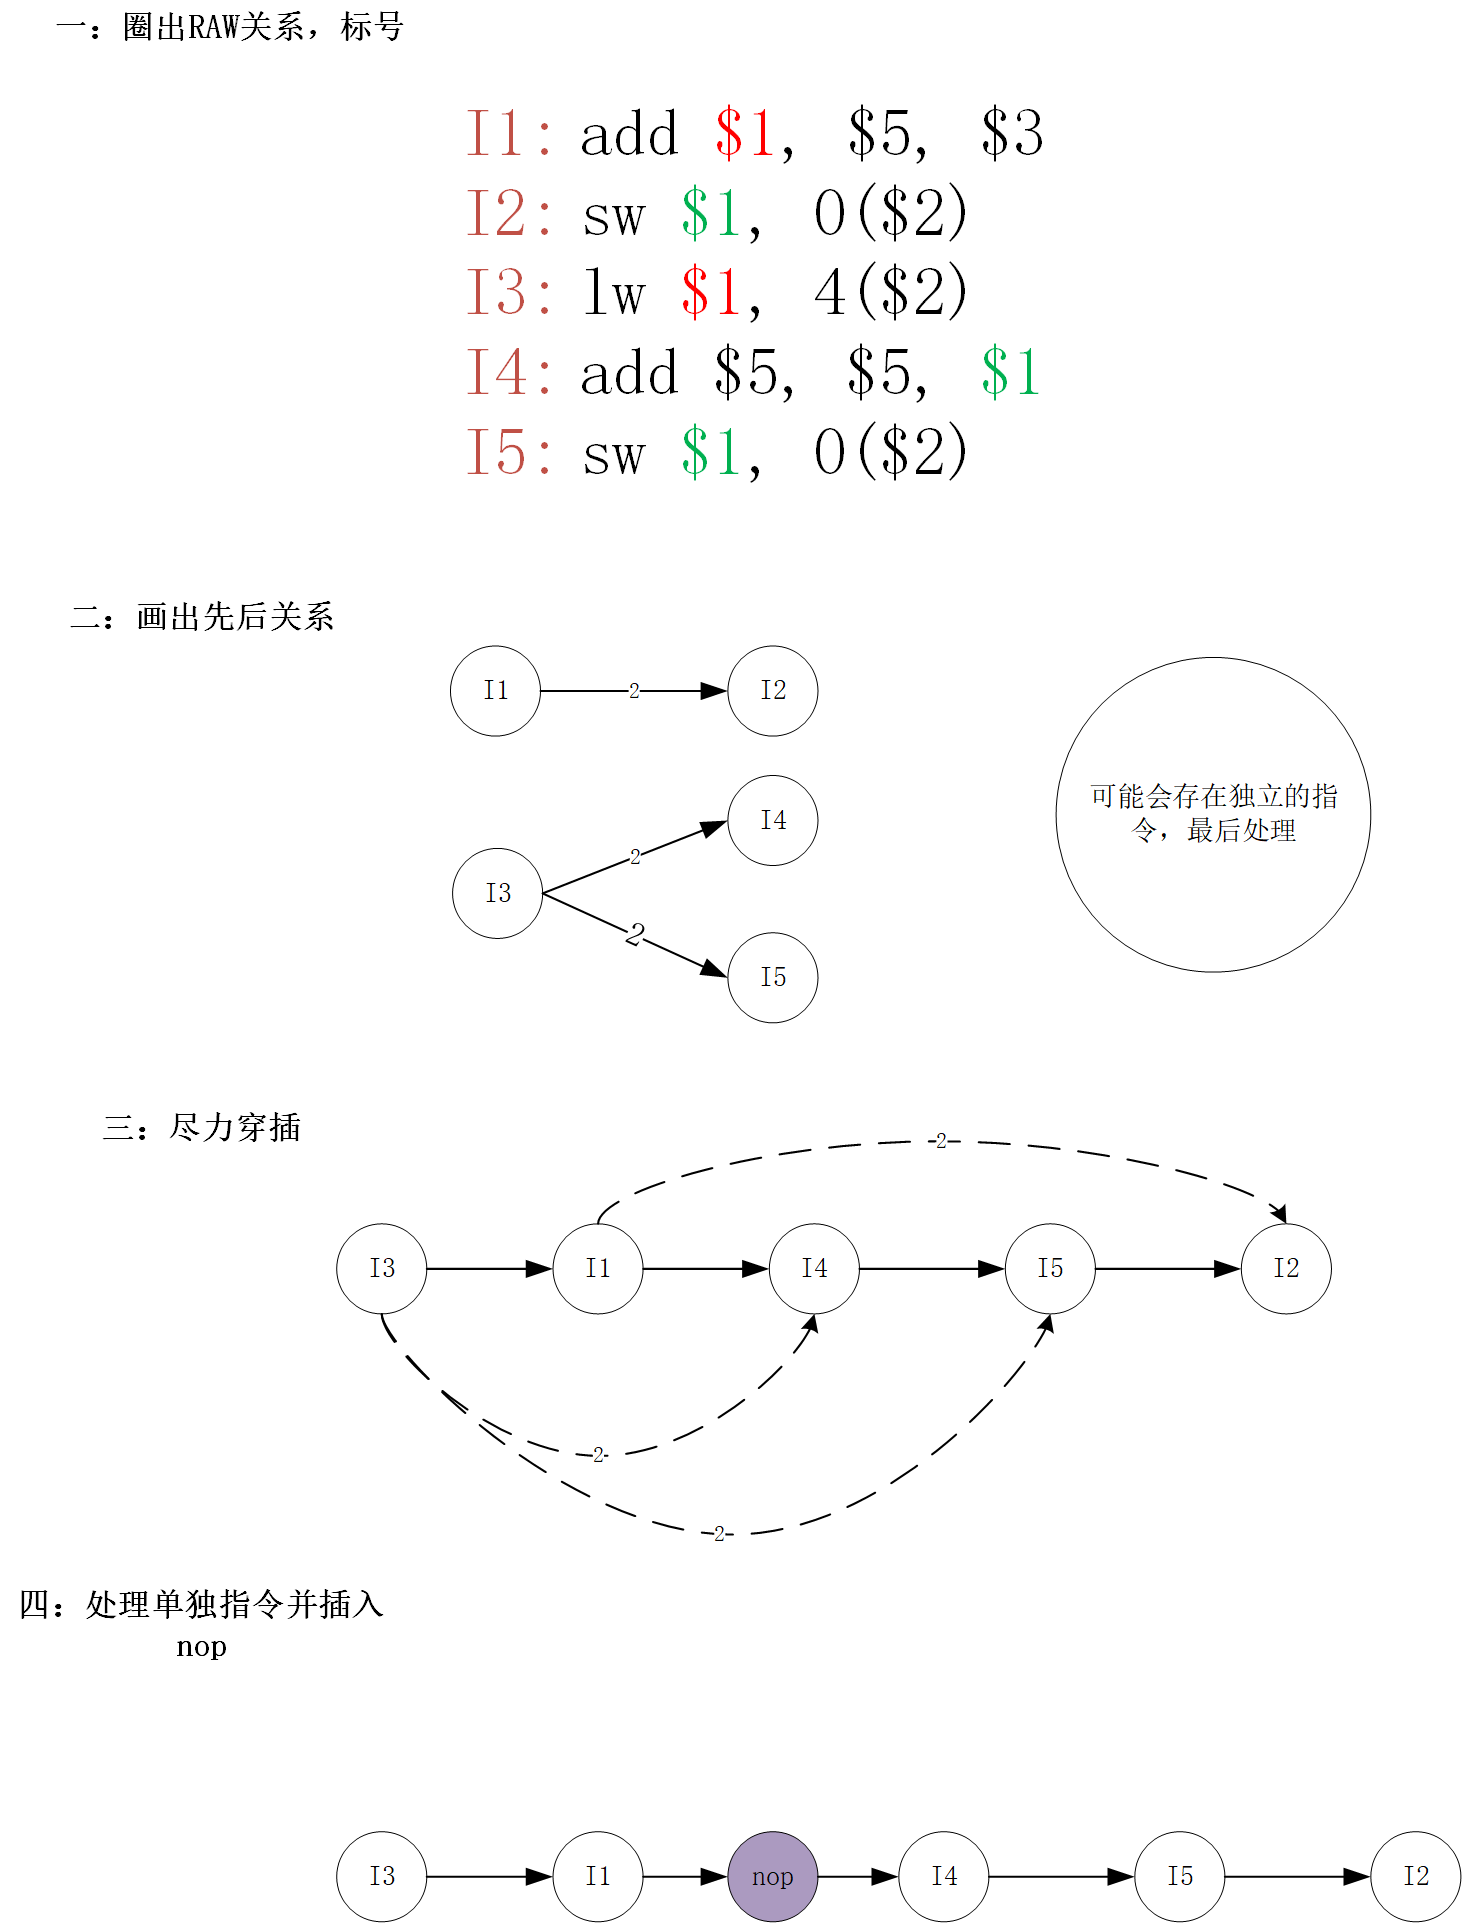 一：圈出RAW关系，标号
I1: add $1, $5, $3
I2: sw $1, 0($2)
I3: lw $1, 4($2)
I4: add $5, $5, $1
I5: sw $1, 0($2)
二：画出先后关系
I1
2
I2
I3
2
I4
2
I5
可能会存在独立的指
令，最后处理
三：尽力穿插
2
I3
I1
I4
I5
I2
2
2
四：处理单独指令并插入
nop
I3
I1
nop
I4
I5
I2